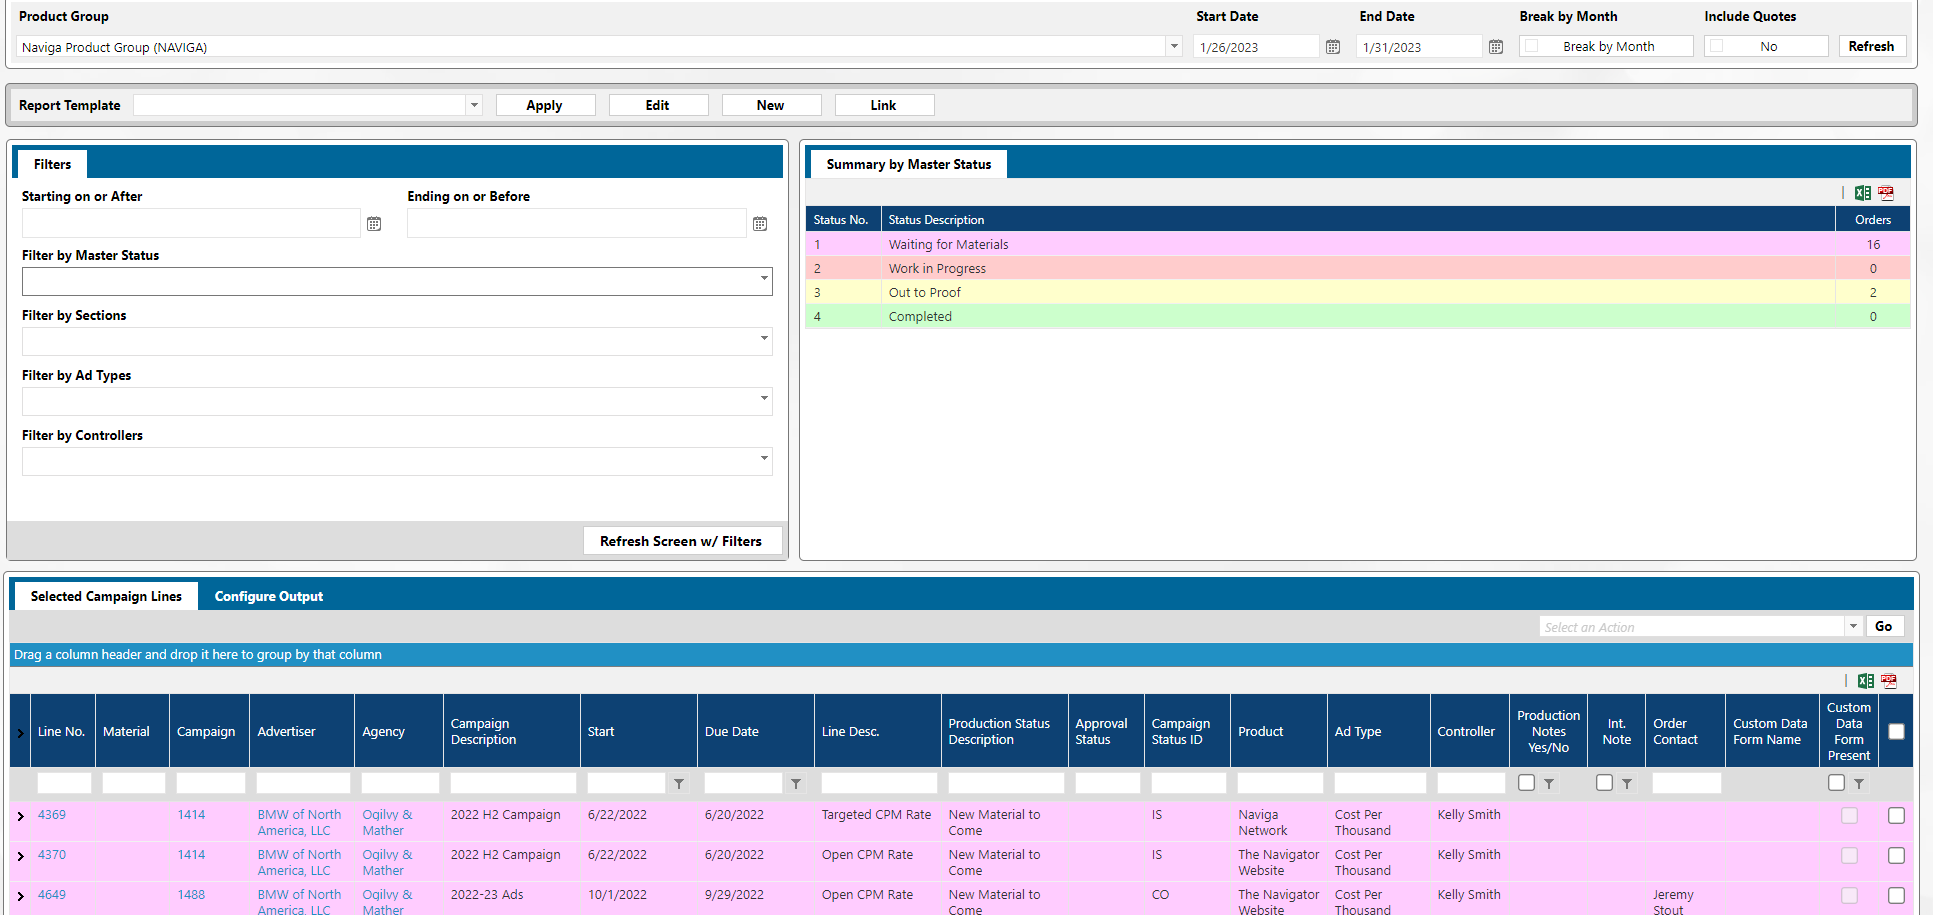 Product Group
Start Date
End Date
Break by Month
Include Quotes
Naviga Product Group (NAVIGA)
1/26/2023
1/31/2023
Break by Month
No
Refresh
Report Template
Apply
Edit
New
Link
Filters
Starting on or After
Ending on or Before
Filter by Master Status
Filter by Sections
Filter by Ad Types
Filter by Controllers
Refresh Screen w/ Filters
Summary by Master Status
Status No. Status Description Orders
1 Waiting for Materials 16
2 Work in Progress 0
3 Out to Proof 2
4 Completed 0
Selected Campaign Lines
Configure Output
Select an Action
Go
Drag a column header and drop it here to group by that column
Line No.
Material
Campaign
Advertiser
Agency
Campaign
Description
Start
Due Date
Line Desc.
Production Status
Description
Approval
Status
Campaign
Status ID
Product
Ad Type
Controller
Production
Notes
Yes/No
Int.
Note
Order
Contact
Custom Data
Form Name
Custom
Data
Form
Present
4369
1414
BMW of North
America, LLC
Ogilvy &
Mather
2022 H2 Campaign
6/22/2022
6/20/2022
Targeted CPM Rate
New Material to
Come
IS
Naviga
Network
Cost Per
Thousand
Kelly Smith
4370
1414
BMW of North
America, LLC
Ogilvy &
Mather
2022 H2 Campaign
6/22/2022
6/20/2022
Open CPM Rate
New Material to
Come
IS
The Navigator
Website
Cost Per
Thousand
Kelly Smith
4649
1488
BMW of North
America, LLC
Ogilvy &
Mather
2022-23 Ads
10/1/2022
9/29/2022
Open CPM Rate
New Material to
Come
CO
The Navigator
Website
Cost Per
Thousand
Kelly Smith
Jeremy
Stout